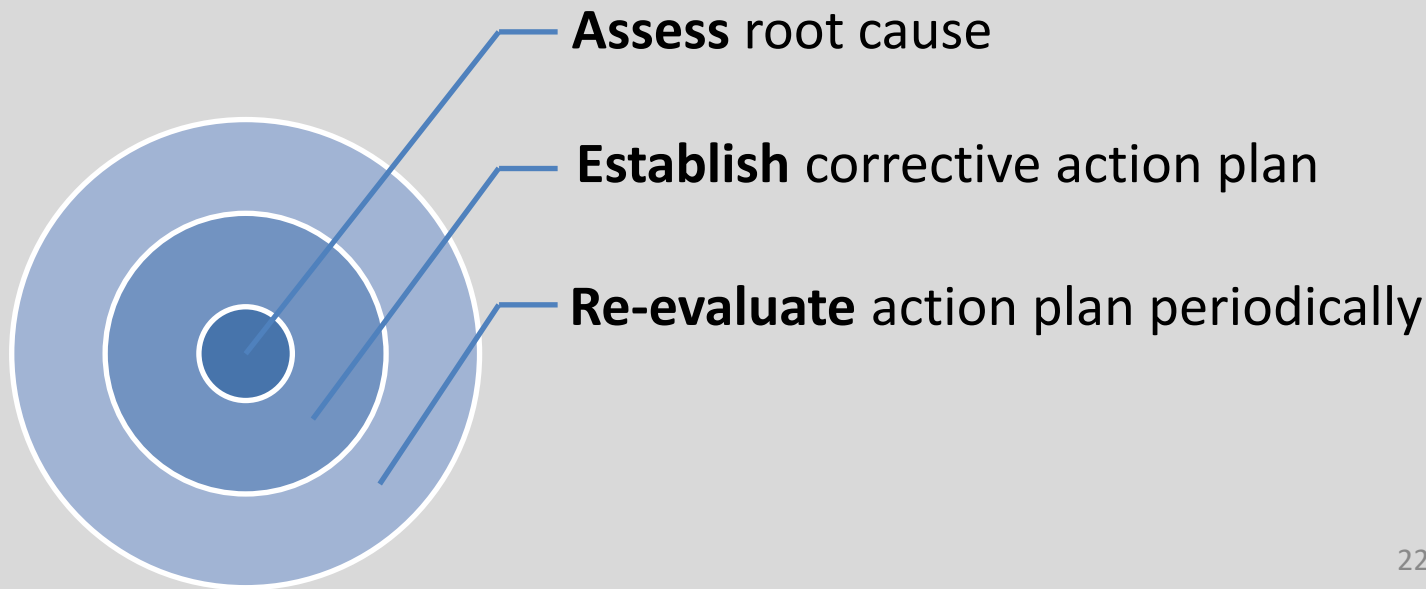 Assess root cause
Establish corrective action plan
Re-evaluate action plan periodically
22